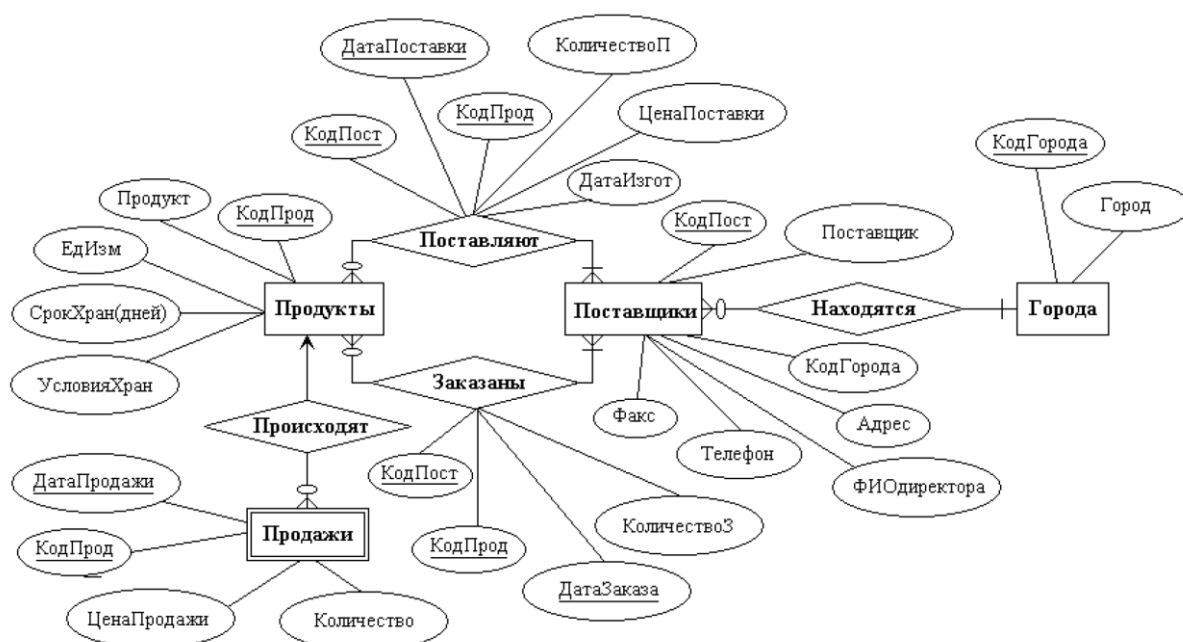 ДатаПоставки
КоличествоП
КодПост
КодПрод
ЦенаПоставки
КодГорода
Продукт
КодПрод
ДатаИзгот
КодПост
Город
ЕдИзм
Поставляют
Поставщик
СрокХран(дней)
Продукты
Поставщики
Находятся
Города
УсловияХран
Заказаны
КодГорода
Происходят
Факс
Адрес
Телефон
КодПост
ДатаПродажи
ФИОдиректора
КоличествоЗ
Продажи
КодПрод
КодПрод
ДатаЗаказа
ЦенаПродажи
Количество